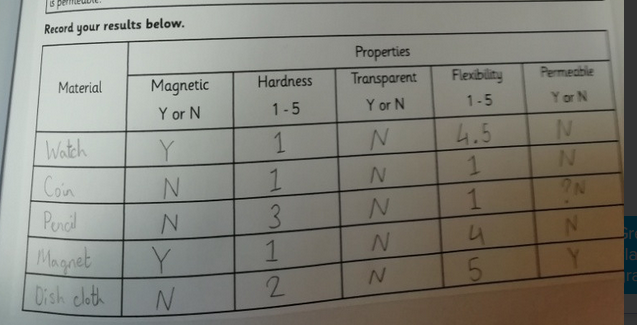 is permeable.
Record your results below.
Properties
Material Magnetic Hardness Transparent Flexibility Permeable
Y or N 1 - 5 Y or N 1 - 5 Y or N
Watch Y 1 N 4.5 N
Coin N 1 N 1 N
Pencil N 3 N 1 ?N
Magnet Y 1 N 4 N
Dish cloth N 2 N 5 Y